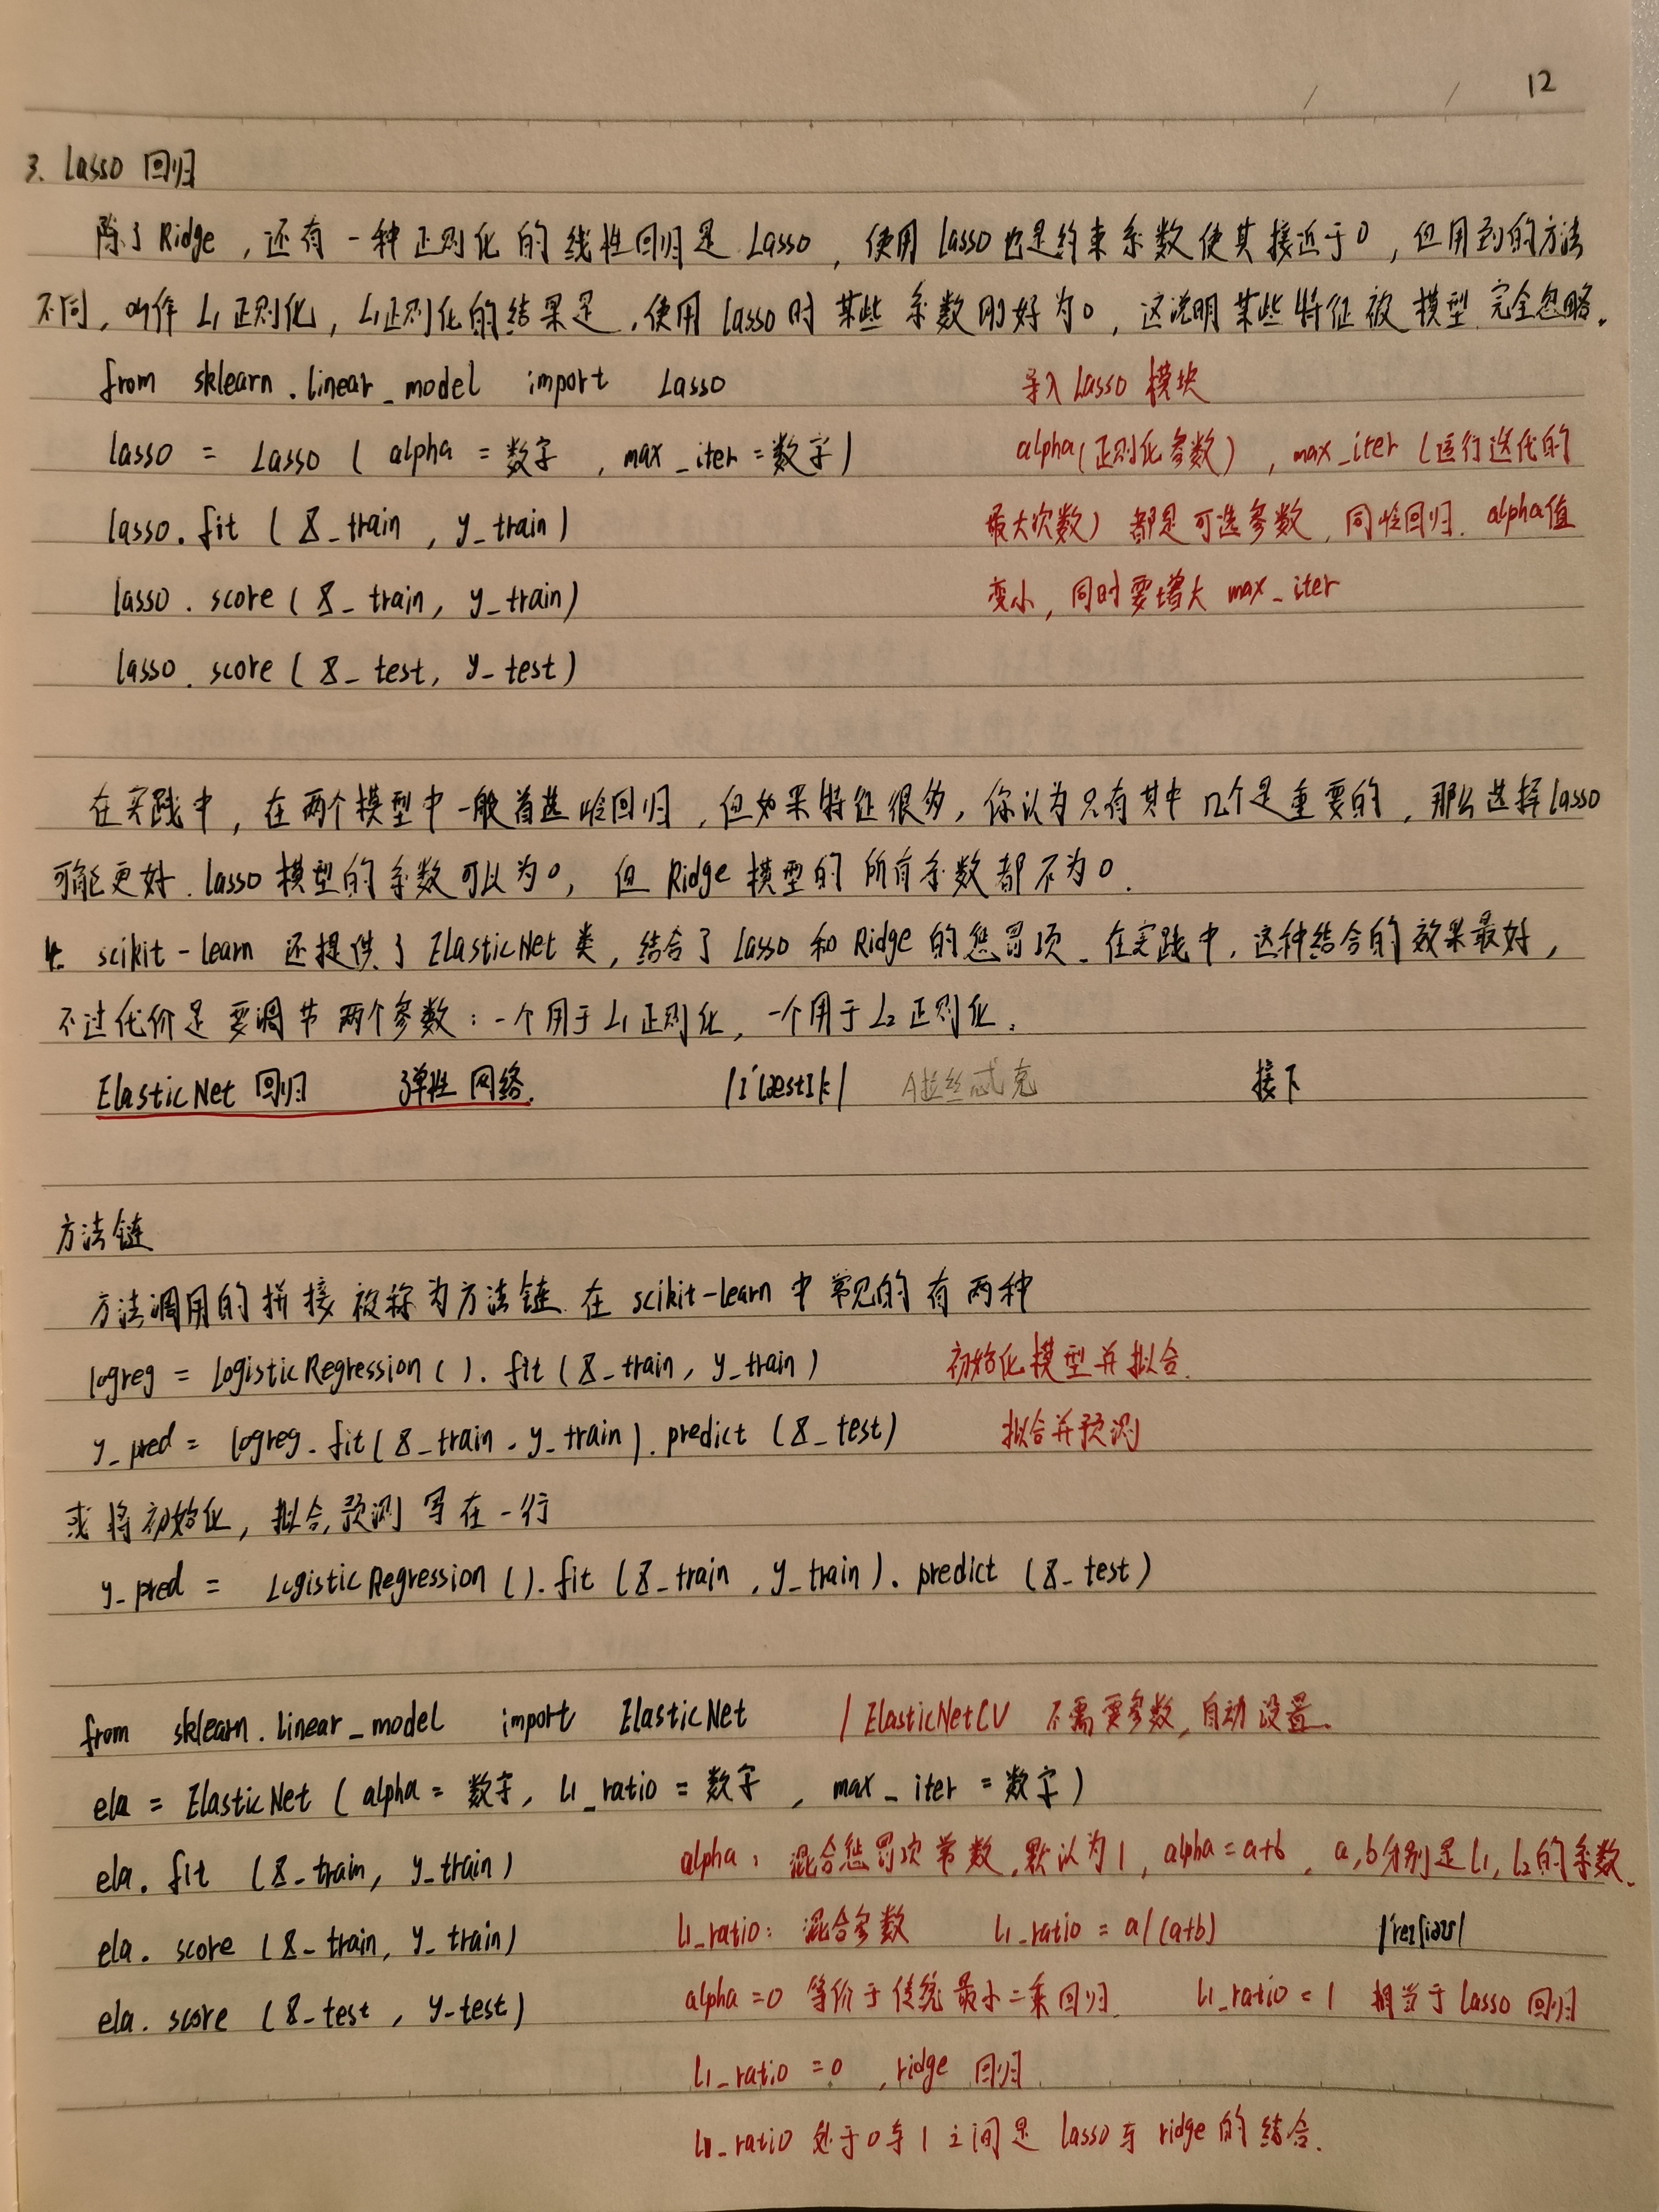 12
3. Lasso 回归
除了 Ridge，还有一种正则化的线性回归是 Lasso，使用 lasso 也是约束系数使其接近于0，但用到的方法
不同，叫作 L1 正则化，L1正则化的结果是，使用 lasso 时某些系数刚好为0，这说明某些特征被模型完全忽略。
from sklearn.linear_model import Lasso 导入 Lasso 模块
lasso = Lasso ( alpha = 数字 , max_iter = 数字 ) alpha(正则化参数)，max_iter (运行迭代的
lasso.fit ( X_train , y_train ) 最大次数) 都是可选参数，同岭回归. alpha值
lasso.score ( X_train, y_train) 变小，同时要增大 max_iter
lasso.score ( X_test, y_test )
在实践中，在两个模型中一般首选岭回归，但如果特征很多，你认为只有其中几个是重要的，那么选择lasso
可能更好. lasso 模型的系数可以为0，但 Ridge 模型的所有系数都不为0.
4. scikit-learn 还提供了 ElasticNet 类，结合了 Lasso 和 Ridge 的惩罚项. 在实践中，这种结合的效果最好，
不过代价是要调节两个参数：一个用于 L1 正则化，一个用于 L2 正则化。
ElasticNet 回归 弹性网络. /ɪˈlæstɪk/ 接下
方法链
方法调用的拼接被称为方法链. 在 scikit-learn 中常见的有两种
logreg = LogisticRegression ( ). fit ( X_train, y_train ) 初始化模型并拟合.
y_pred = logreg.fit( X_train, y_train ).predict ( X_test ) 拟合并预测
或将初始化，拟合，预测写在一行
y_pred = LogisticRegression ( ).fit ( X_train , y_train ). predict ( X_test )
from sklearn.linear_model import ElasticNet / ElasticNetCV 不需要参数，自动设置.
ela = ElasticNet ( alpha = 数字, l1_ratio = 数字 , max_iter = 数字 )
ela. fit ( X_train, y_train ) alpha：混合惩罚项常数，默认为1，alpha = a+b，a,b分别是L1, L2的系数.
ela. score ( X_train, y_train ) l1_ratio：混合参数 l1_ratio = a/(a+b) /ˈreɪʃiəʊ/
ela. score ( X_test , y_test ) alpha = 0 等价于传统最小二乘回归. l1_ratio = 1 相当于 lasso 回归
l1_ratio = 0 , ridge 回归
l1_ratio 处于0与1之间是 lasso与 ridge 的结合.